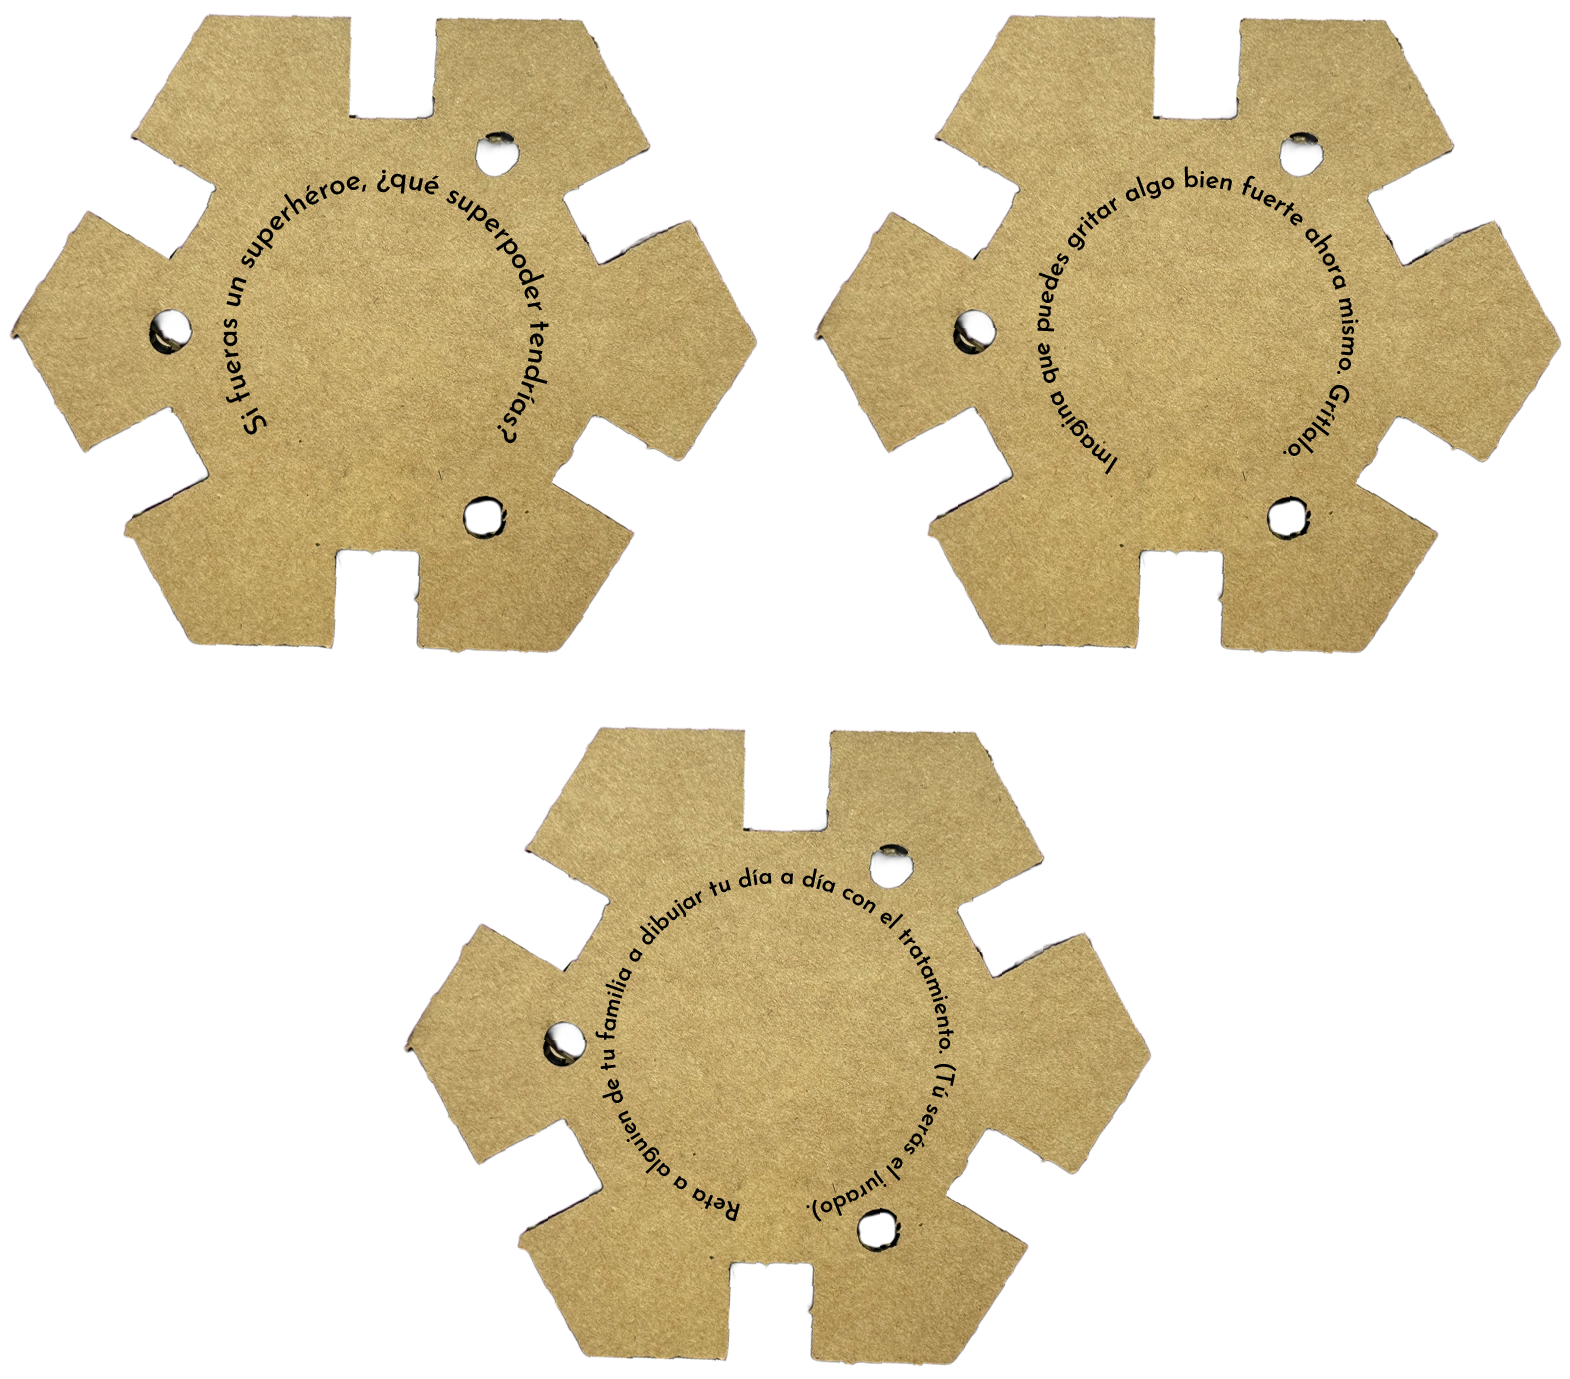 Si fueras un superhéroe, ¿qué superpoder tendrías?
Imagina que puedes gritar algo bien fuerte ahora mismo. Grítalo.
Reta a alguien de tu familia a dibujar tu día a día con el tratamiento. (Tú serás el jurado).